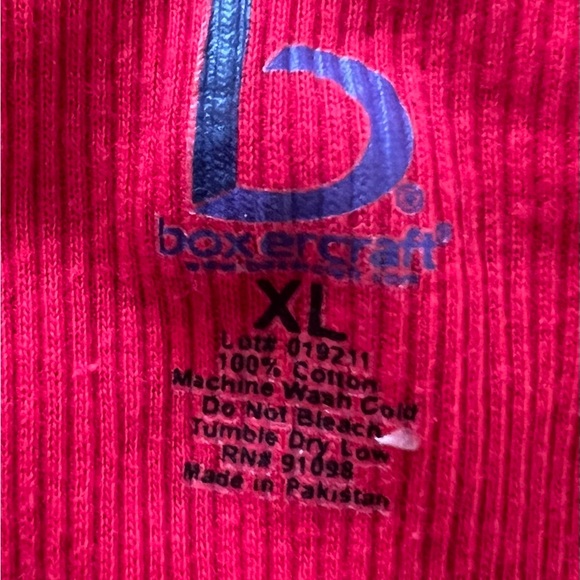 b®
boxercraft®
XL
Lot# 019211
100% Cotton
Machine Wash Cold
Do Not Bleach
Tumble Dry Low
RN# 91098
Made in Pakistan